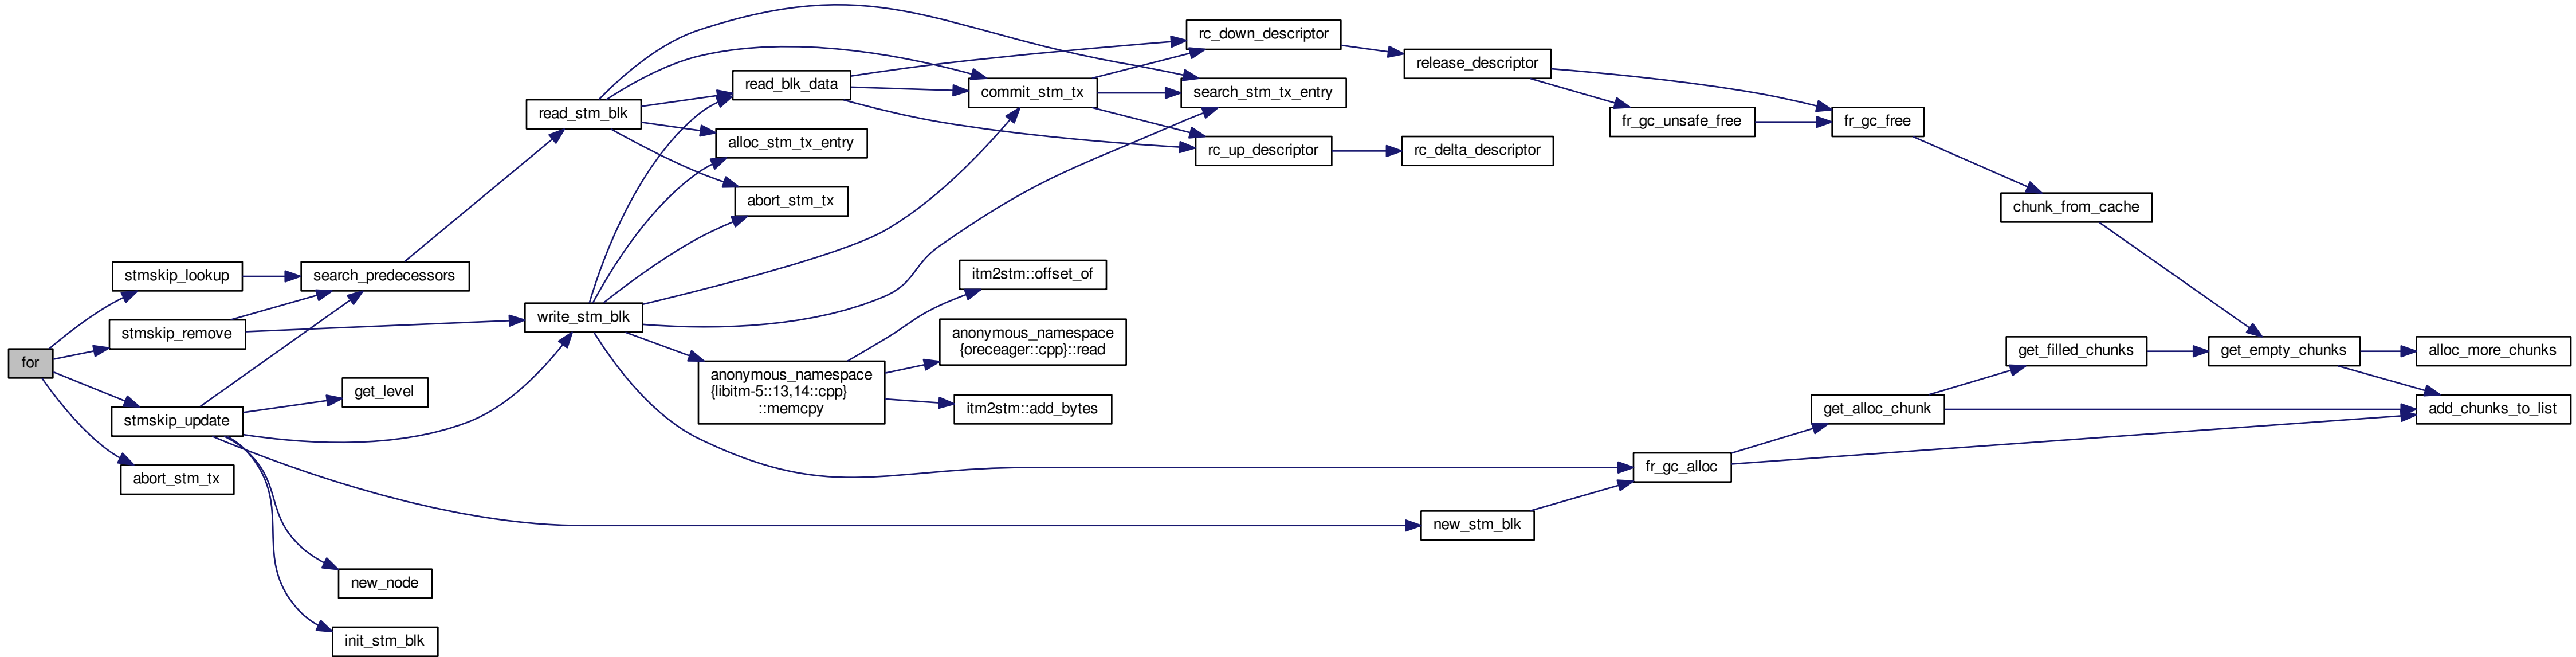 for
stmskip_lookup
stmskip_remove
stmskip_update
abort_stm_tx
search_predecessors
get_level
new_node
init_stm_blk
read_stm_blk
write_stm_blk
read_blk_data
alloc_stm_tx_entry
abort_stm_tx
anonymous_namespace
{libitm-5::13,14::cpp}
::memcpy
commit_stm_tx
itm2stm::offset_of
anonymous_namespace
{oreceager::cpp}::read
itm2stm::add_bytes
rc_down_descriptor
search_stm_tx_entry
rc_up_descriptor
release_descriptor
rc_delta_descriptor
new_stm_blk
fr_gc_unsafe_free
fr_gc_alloc
fr_gc_free
get_alloc_chunk
chunk_from_cache
get_filled_chunks
get_empty_chunks
alloc_more_chunks
add_chunks_to_list